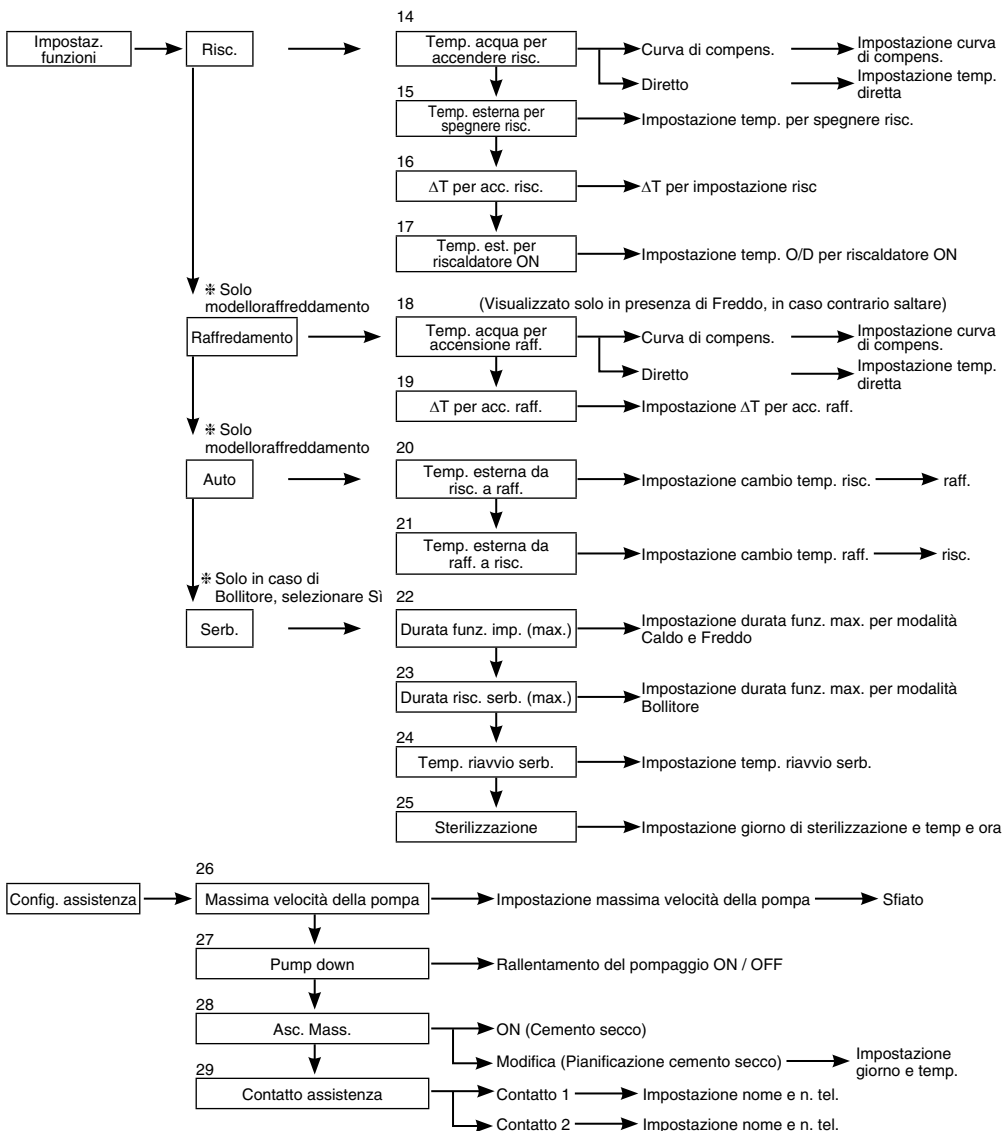 14
Impostaz.
funzioni
Risc.
Temp. acqua per
accendere risc.
Curva di compens.
Impostazione curva
di compens.
Diretto
Impostazione temp.
diretta
15
Temp. esterna per
spegnere risc.
Impostazione temp. per spegnere risc.
16
ΔT per acc. risc.
ΔT per impostazione risc
17
Temp. est. per
riscaldatore ON
Impostazione temp. O/D per riscaldatore ON
❉ Solo
modelloraffreddamento
18
(Visualizzato solo in presenza di Freddo, in caso contrario saltare)
Raffredamento
Temp. acqua per
accensione raff.
Curva di compens.
Impostazione curva
di compens.
Diretto
Impostazione temp.
diretta
19
ΔT per acc. raff.
Impostazione ΔT per acc. raff.
❉ Solo
modelloraffreddamento
20
Auto
Temp. esterna da
risc. a raff.
Impostazione cambio temp. risc.
raff.
21
Temp. esterna da
raff. a risc.
Impostazione cambio temp. raff.
risc.
❉ Solo in caso di
Bollitore, selezionare Sì
22
Serb.
Durata funz. imp. (max.)
Impostazione durata funz. max. per modalità
Caldo e Freddo
23
Durata risc. serb. (max.)
Impostazione durata funz. max. per modalità
Bollitore
24
Temp. riavvio serb.
Impostazione temp. riavvio serb.
25
Sterilizzazione
Impostazione giorno di sterilizzazione e temp e ora
26
Config. assistenza
Massima velocità della pompa
Impostazione massima velocità della pompa
Sfiato
27
Pump down
Rallentamento del pompaggio ON / OFF
28
Asc. Mass.
ON (Cemento secco)
Modifica (Pianificazione cemento secco)
Impostazione
giorno e temp.
29
Contatto assistenza
Contatto 1
Impostazione nome e n. tel.
Contatto 2
Impostazione nome e n. tel.